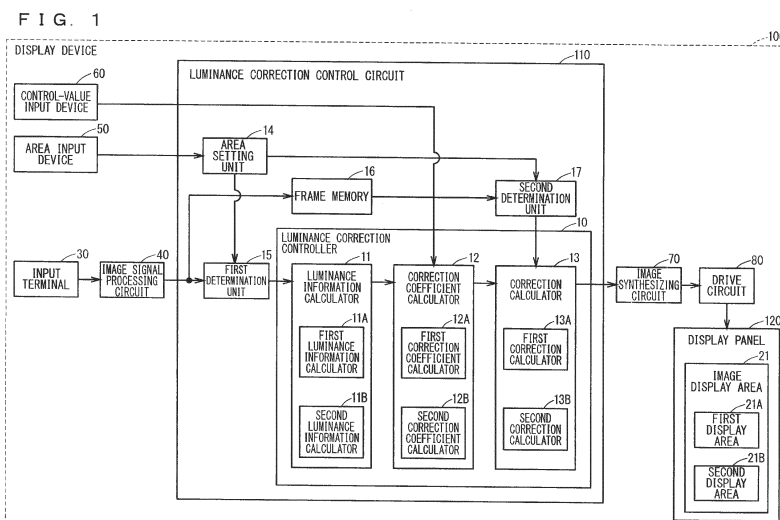 FIG. 1
100
DISPLAY DEVICE
110
LUMINANCE CORRECTION CONTROL CIRCUIT
60
CONTROL-VALUE
INPUT DEVICE
50
AREA INPUT
DEVICE
14
AREA
SETTING
UNIT
16
FRAME MEMORY
17
SECOND
DETERMINATION
UNIT
10
LUMINANCE CORRECTION
CONTROLLER
30
INPUT
TERMINAL
40
IMAGE SIGNAL
PROCESSING
CIRCUIT
15
FIRST
DETERMINATION
UNIT
11
LUMINANCE
INFORMATION
CALCULATOR
12
CORRECTION
COEFFICIENT
CALCULATOR
13
CORRECTION
CALCULATOR
70
IMAGE
SYNTHESIZING
CIRCUIT
80
DRIVE
CIRCUIT
11A
FIRST
LUMINANCE
INFORMATION
CALCULATOR
12A
FIRST
CORRECTION
COEFFICIENT
CALCULATOR
13A
FIRST
CORRECTION
CALCULATOR
11B
SECOND
LUMINANCE
INFORMATION
CALCULATOR
12B
SECOND
CORRECTION
COEFFICIENT
CALCULATOR
13B
SECOND
CORRECTION
CALCULATOR
120
DISPLAY PANEL
21
IMAGE
DISPLAY AREA
21A
FIRST
DISPLAY
AREA
21B
SECOND
DISPLAY
AREA